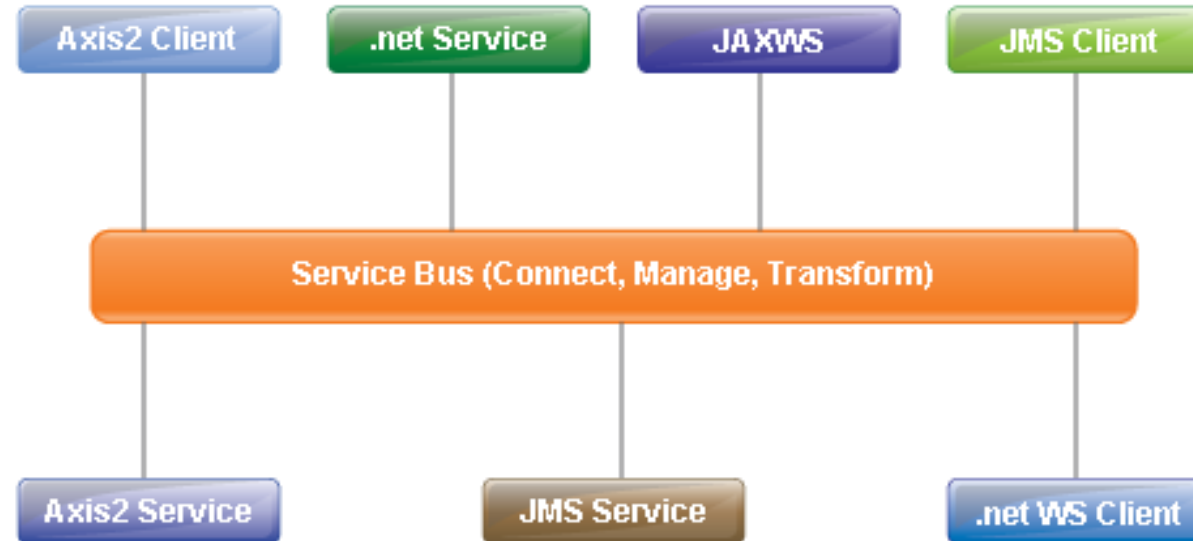 Axis2 Client
.net Service
JAXWS
JMS Client
Service Bus (Connect, Manage, Transform)
Axis2 Service
JMS Service
.net WS Client